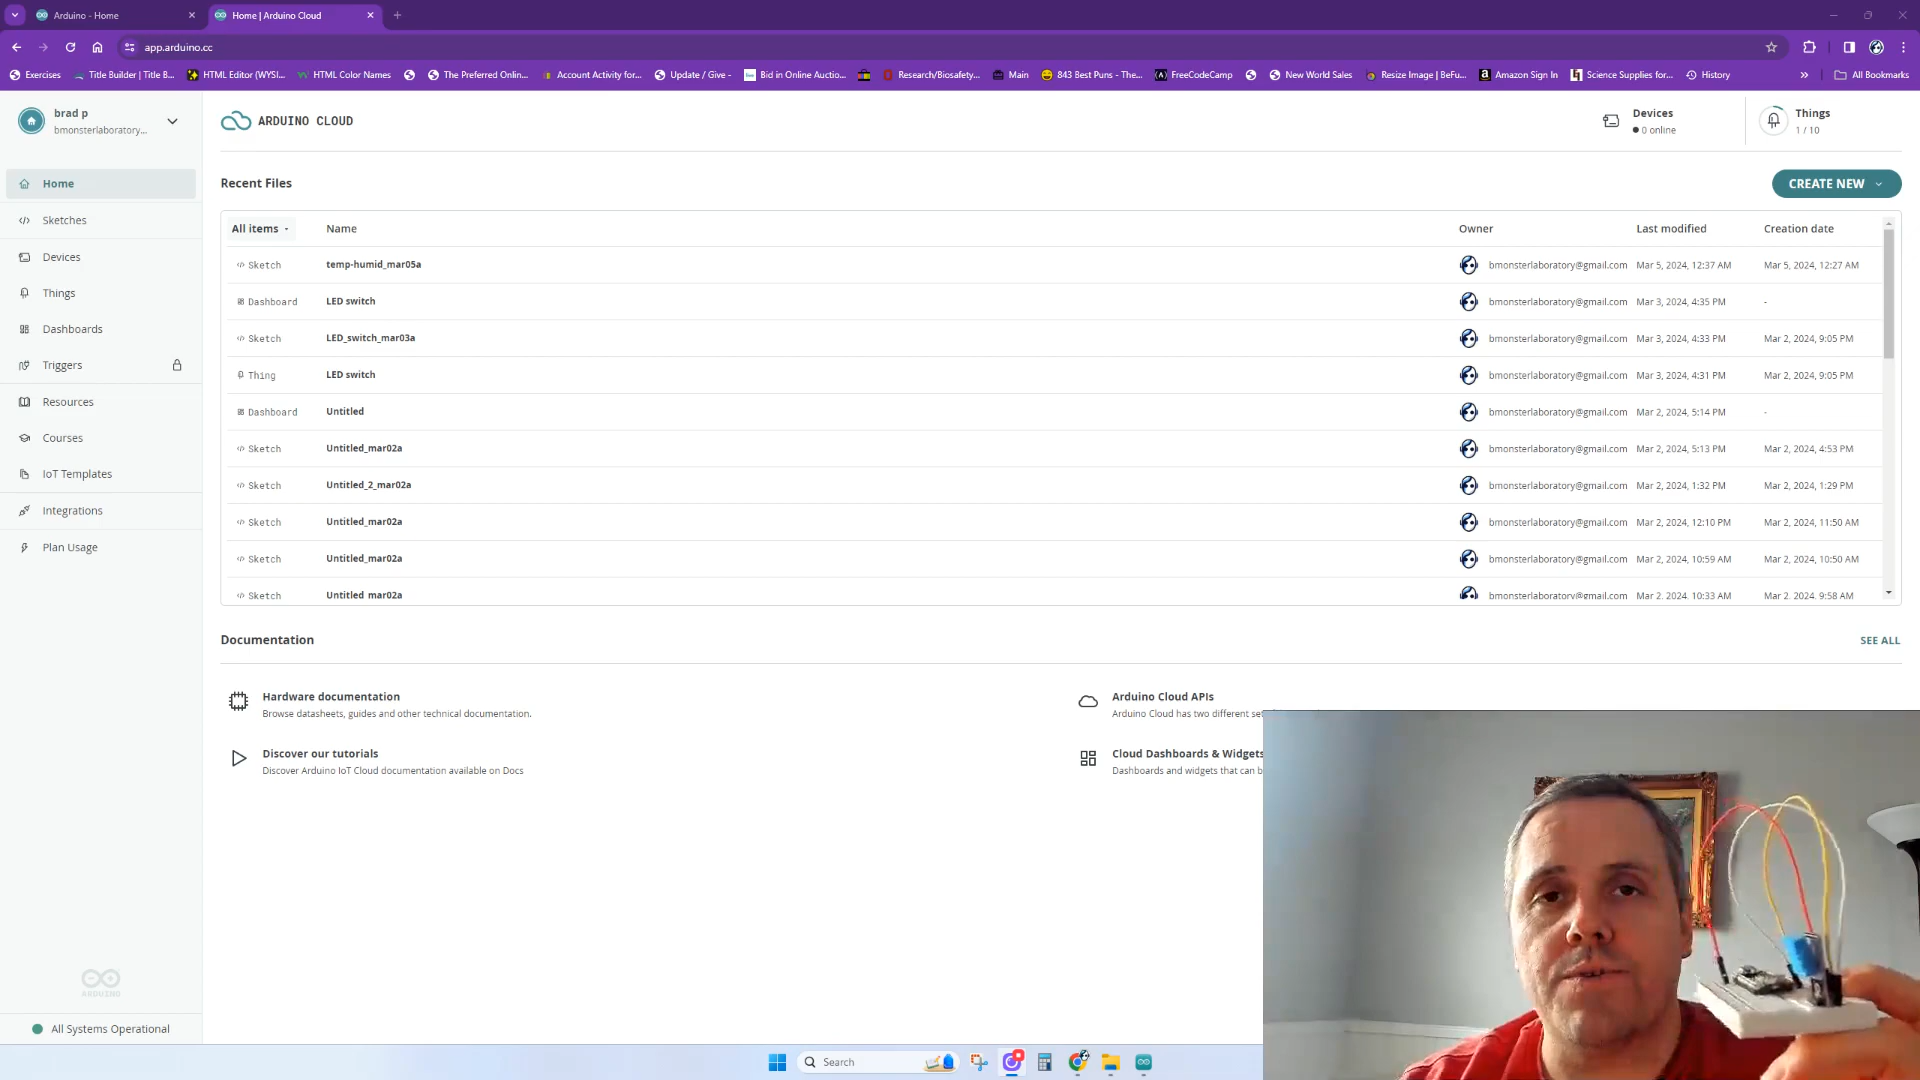 Arduino - Home
Home | Arduino Cloud
app.arduino.cc
Exercises
Title Builder | Title B...
HTML Editor (WYSI...
HTML Color Names
The Preferred Onlin...
Account Activity for...
Update / Give -
Bid in Online Auctio...
Research/Biosafety...
Main
843 Best Puns - The...
FreeCodeCamp
New World Sales
Resize Image | BeFu...
Amazon Sign In
Science Supplies for...
History
All Bookmarks
brad p
bmonsterlaboratory...
ARDUINO CLOUD
Devices
0 online
Things
1 / 10
Home
Sketches
Devices
Things
Dashboards
Triggers
Resources
Courses
IoT Templates
Integrations
Plan Usage
ARDUINO
All Systems Operational
Recent Files
CREATE NEW
All items Name Owner Last modified Creation date
Sketch temp-humid_mar05a bmonsterlaboratory@gmail.com Mar 5, 2024, 12:37 AM Mar 5, 2024, 12:27 AM
Dashboard LED switch bmonsterlaboratory@gmail.com Mar 3, 2024, 4:35 PM -
Sketch LED_switch_mar03a bmonsterlaboratory@gmail.com Mar 3, 2024, 4:33 PM Mar 2, 2024, 9:05 PM
Thing LED switch bmonsterlaboratory@gmail.com Mar 3, 2024, 4:31 PM Mar 2, 2024, 9:05 PM
Dashboard Untitled bmonsterlaboratory@gmail.com Mar 2, 2024, 5:14 PM -
Sketch Untitled_mar02a bmonsterlaboratory@gmail.com Mar 2, 2024, 5:13 PM Mar 2, 2024, 4:53 PM
Sketch Untitled_2_mar02a bmonsterlaboratory@gmail.com Mar 2, 2024, 1:32 PM Mar 2, 2024, 1:29 PM
Sketch Untitled_mar02a bmonsterlaboratory@gmail.com Mar 2, 2024, 12:10 PM Mar 2, 2024, 11:50 AM
Sketch Untitled_mar02a bmonsterlaboratory@gmail.com Mar 2, 2024, 10:59 AM Mar 2, 2024, 10:50 AM
Sketch Untitled mar02a bmonsterlaboratory@gmail.com Mar 2, 2024, 10:33 AM Mar 2, 2024, 9:58 AM
Documentation
SEE ALL
Hardware documentation
Browse datasheets, guides and other technical documentation.
Arduino Cloud APIs
Arduino Cloud has two different set
Discover our tutorials
Discover Arduino IoT Cloud documentation available on Docs
Cloud Dashboards & Widgets
Dashboards and widgets that can b
Search